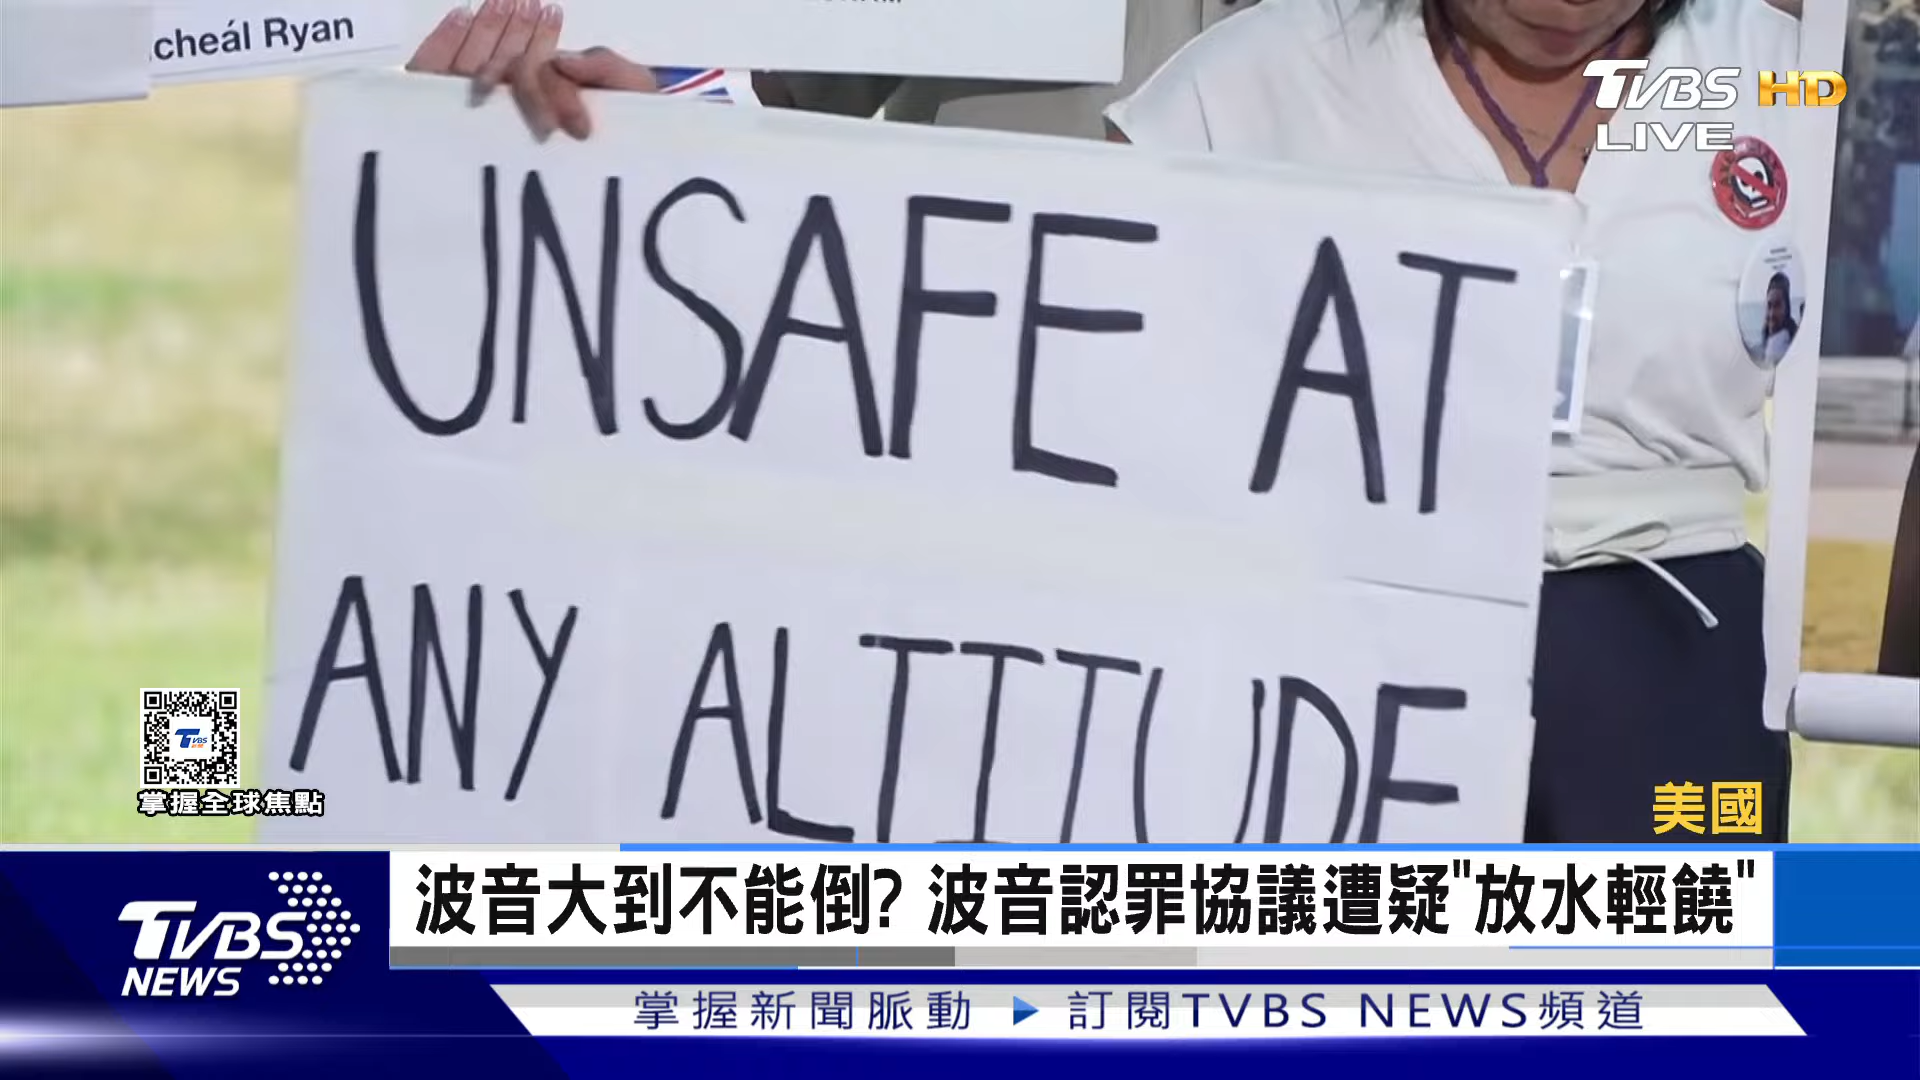 cheál Ryan
TVBS HD
LIVE
UNSAFE AT
ANY ALTITUDE
TVBS
掌握全球焦點
美國
波音大到不能倒? 波音認罪協議遭疑"放水輕饒"
TVBS
NEWS
掌握新聞脈動 ▶ 訂閱TVBS NEWS頻道